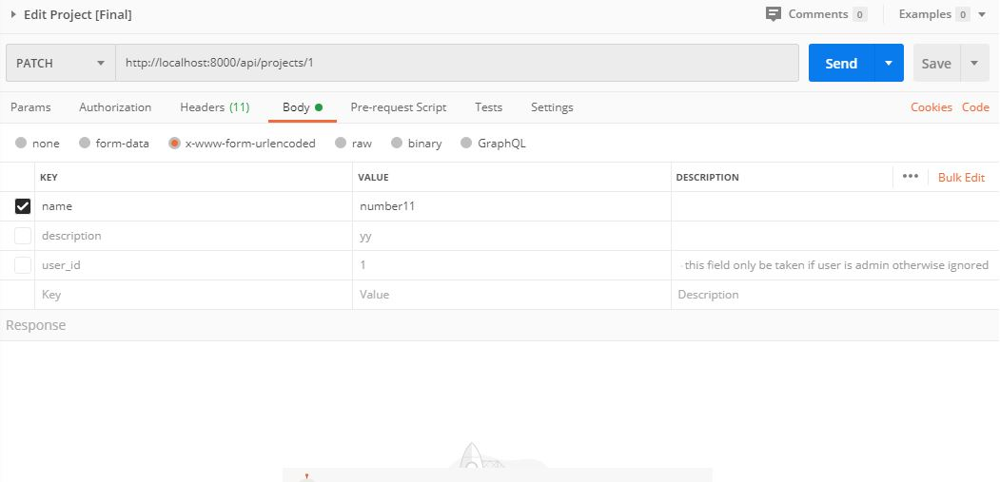 Edit Project [Final] Comments 0 Examples 0
PATCH http://localhost:8000/api/projects/1 Send Save
Params Authorization Headers (11) Body Pre-request Script Tests Settings Cookies Code
none form-data x-www-form-urlencoded raw binary GraphQL
KEY VALUE DESCRIPTION ••• Bulk Edit
name number11
description yy
user_id 1 this field only be taken if user is admin otherwise ignored
Key Value Description
Response